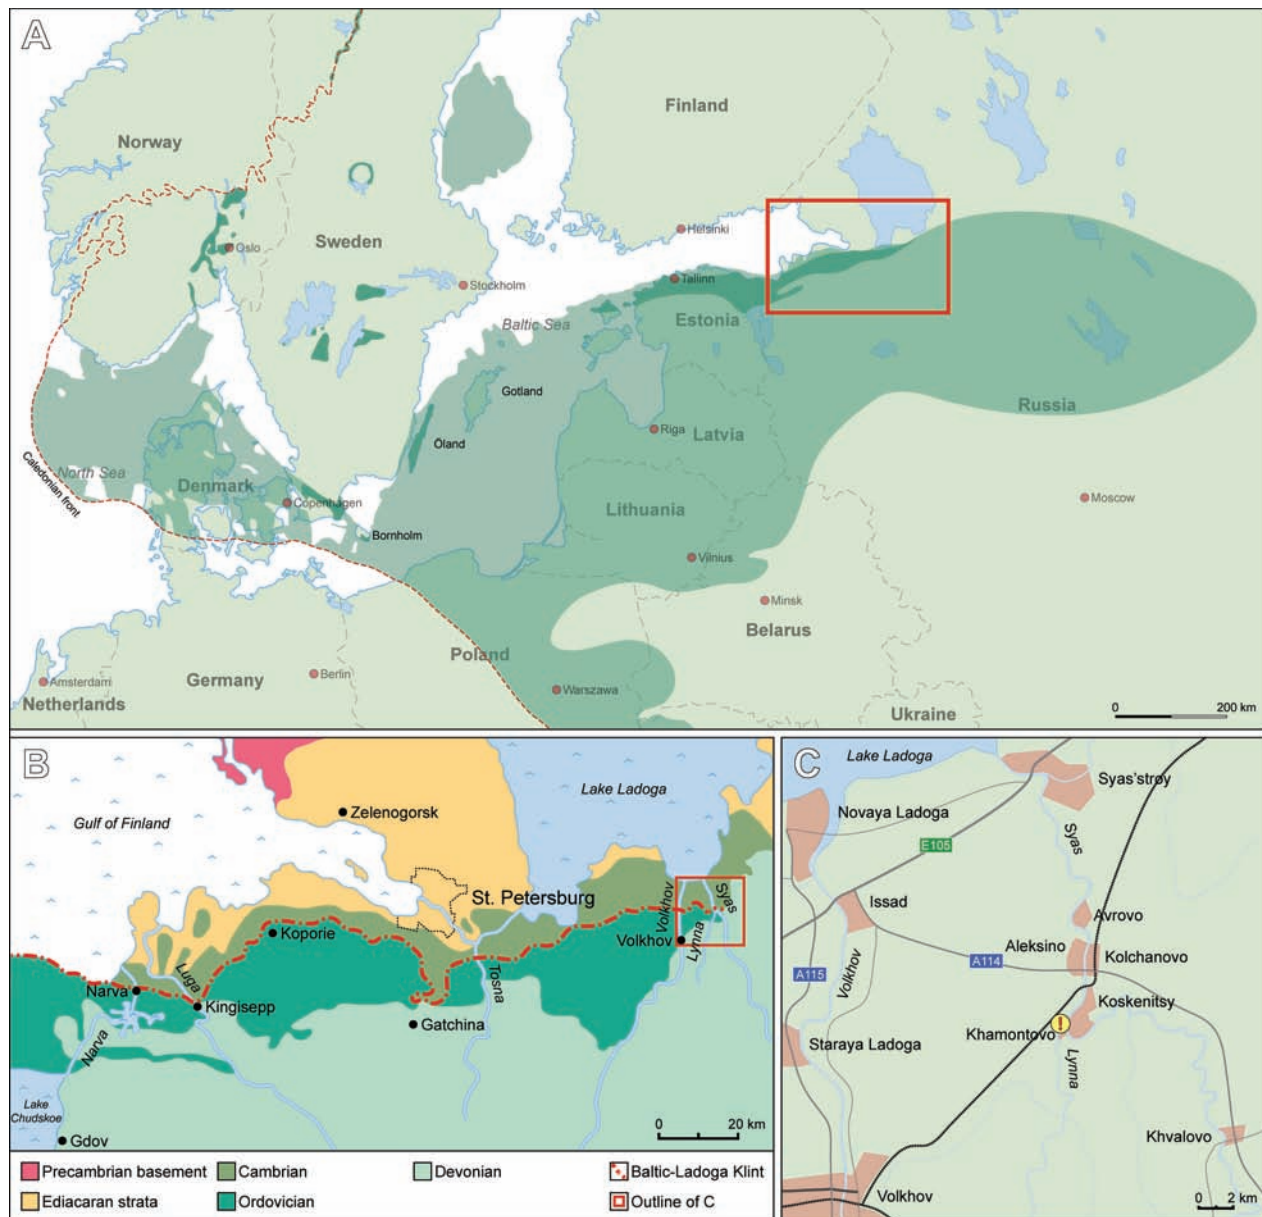 A
Finland
Norway
Helsinki
Oslo
Sweden
Tallinn
Stockholm
Baltic Sea
Estonia
Gotland
Russia
Riga
Latvia
Öland
North Sea
Caledonian front
Denmark
Moscow
Copenhagen
Lithuania
Bornholm
Vilnius
Minsk
Belarus
Poland
Berlin
Amsterdam
Germany
Warszawa
Netherlands
Ukraine
0 200 km
B
Lake Ladoga
Zelenogorsk
Gulf of Finland
St. Petersburg
Volkhov
Syas
Koporie
Volkhov
Lynna
Luga
Tosna
Narva
Kingisepp
Gatchina
Narva
Lake
Chudskoe
0 20 km
Gdov
Precambrian basement
Cambrian
Devonian
Baltic-Ladoga Klint
Ediacaran strata
Ordovician
Outline of C
C
Lake Ladoga
Syas'stroy
Novaya Ladoga
Syas
E105
Issad
Avrovo
Aleksino
Kolchanovo
A114
A115
Volkhov
Koskenitsy
!
Khamontovo
Staraya Ladoga
Lynna
Khvalovo
Volkhov
0 2 km